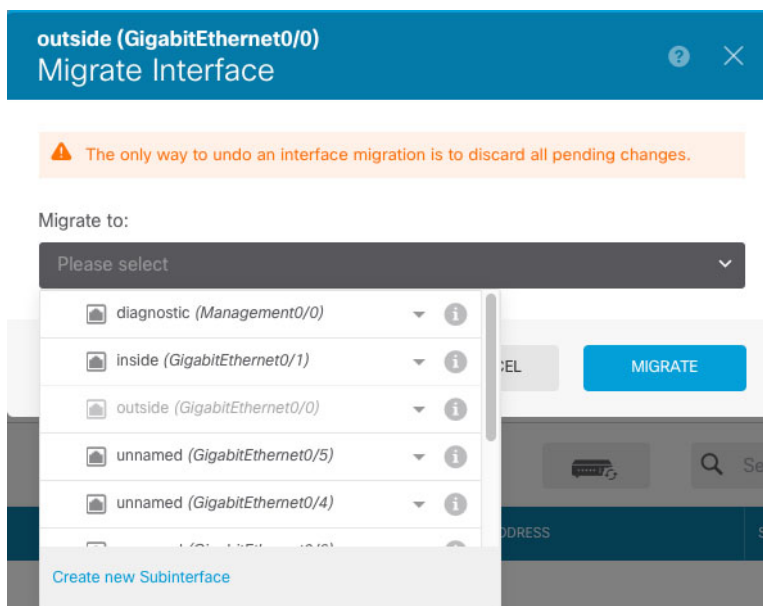 outside (GigabitEthernet0/0)
Migrate Interface
The only way to undo an interface migration is to discard all pending changes.
Migrate to:
Please select
diagnostic (Management0/0)
inside (GigabitEthernet0/1)
outside (GigabitEthernet0/0)
unnamed (GigabitEthernet0/5)
unnamed (GigabitEthernet0/4)
Create new Subinterface
MIGRATE